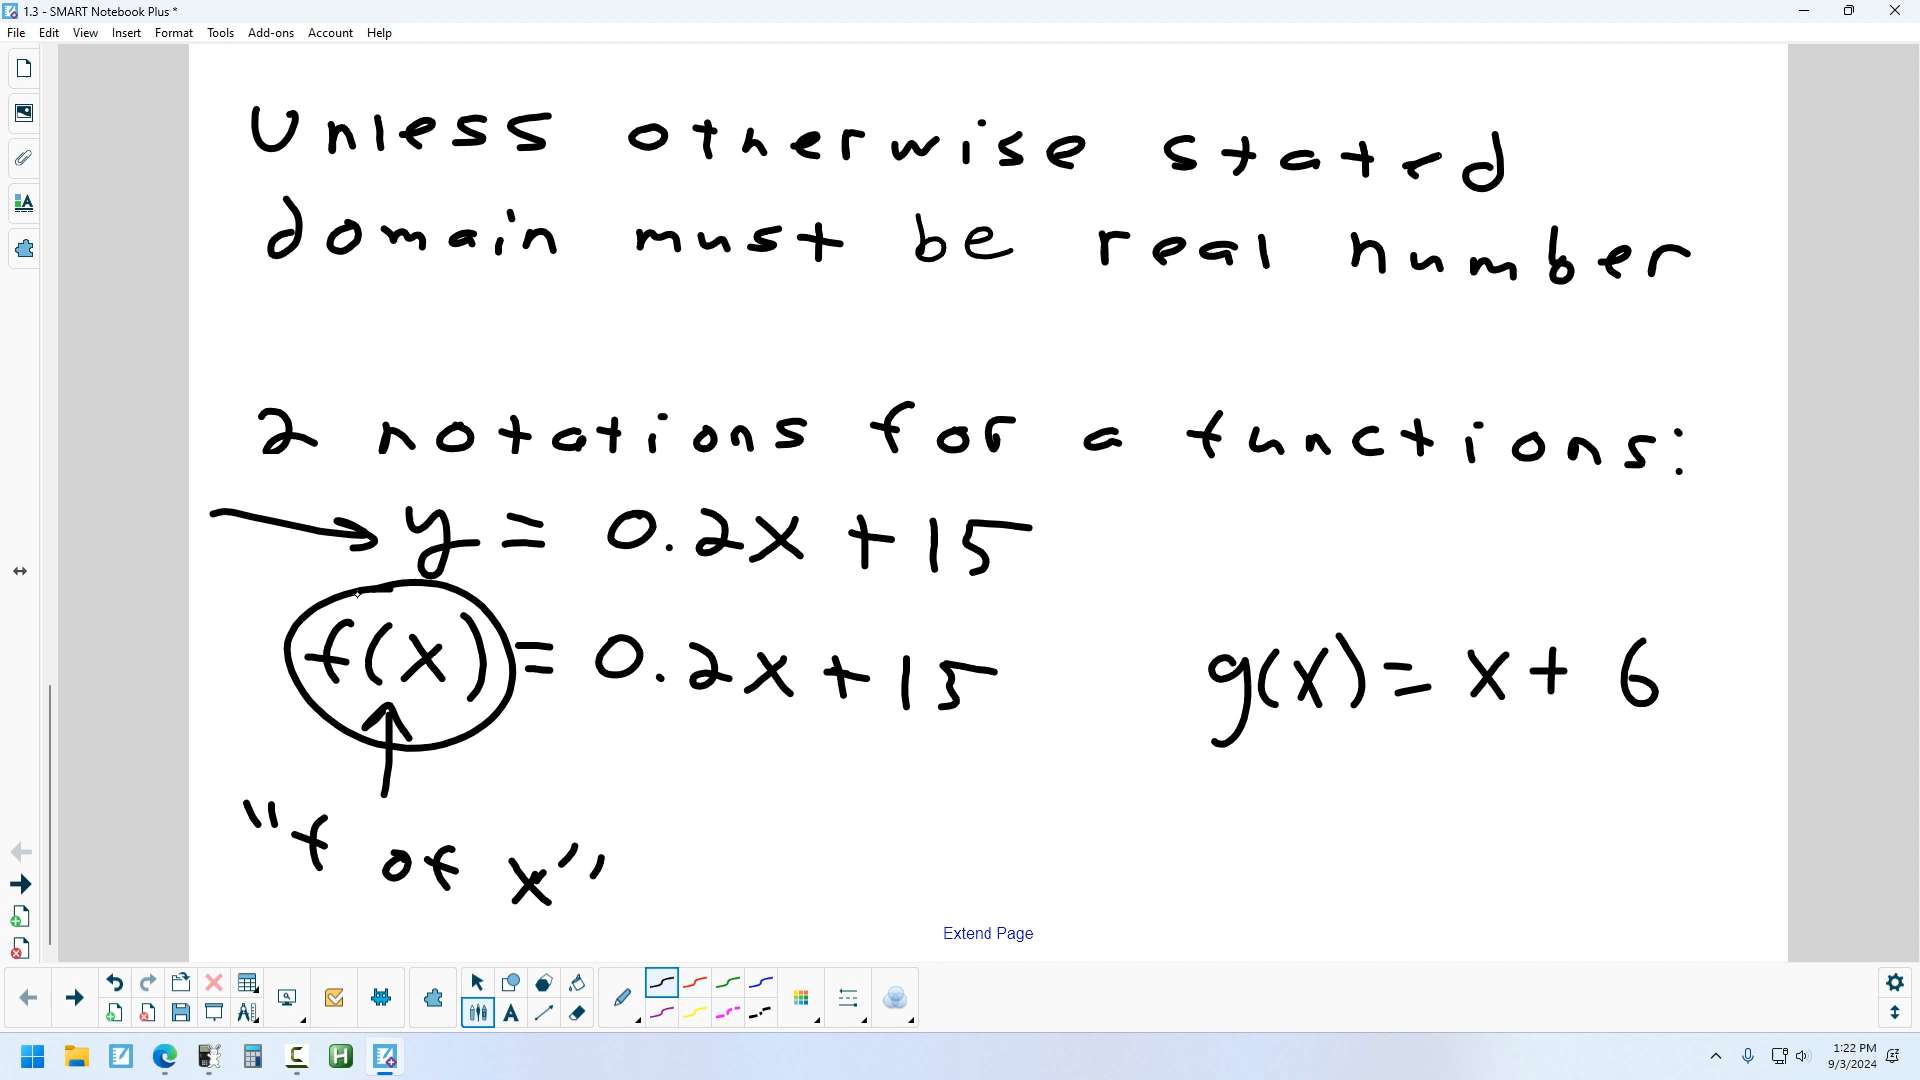 1.3 - SMART Notebook Plus *
File Edit View Insert Format Tools Add-ons Account Help
Unless otherwise stated
domain must be real number
2 notations for a functions:
y = 0.2x + 15
f(x) = 0.2x + 15 g(x) = x + 6
"f of x"
Extend Page
1:22 PM
9/3/2024